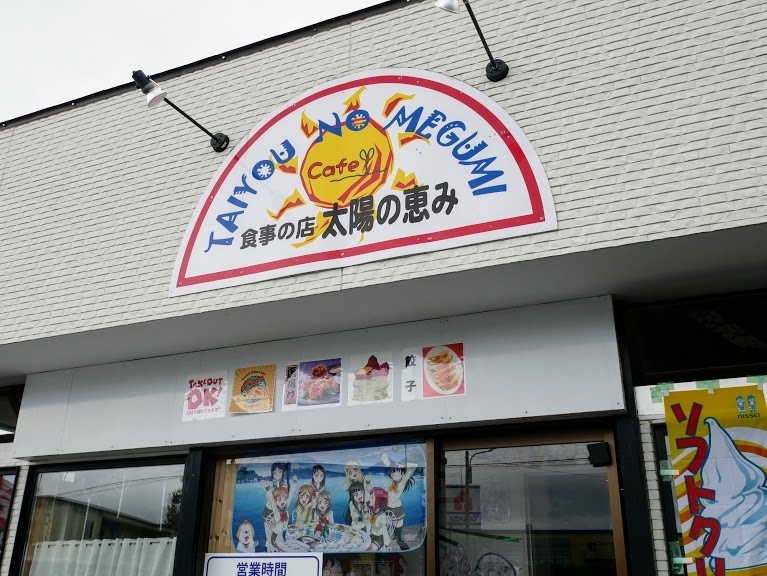 TAIYOU NO MEGUMI
Cafe
食事の店 太陽の恵み
TAKE OUT
OK!
餃子
NISSEI
ソフトクリ
営業時間